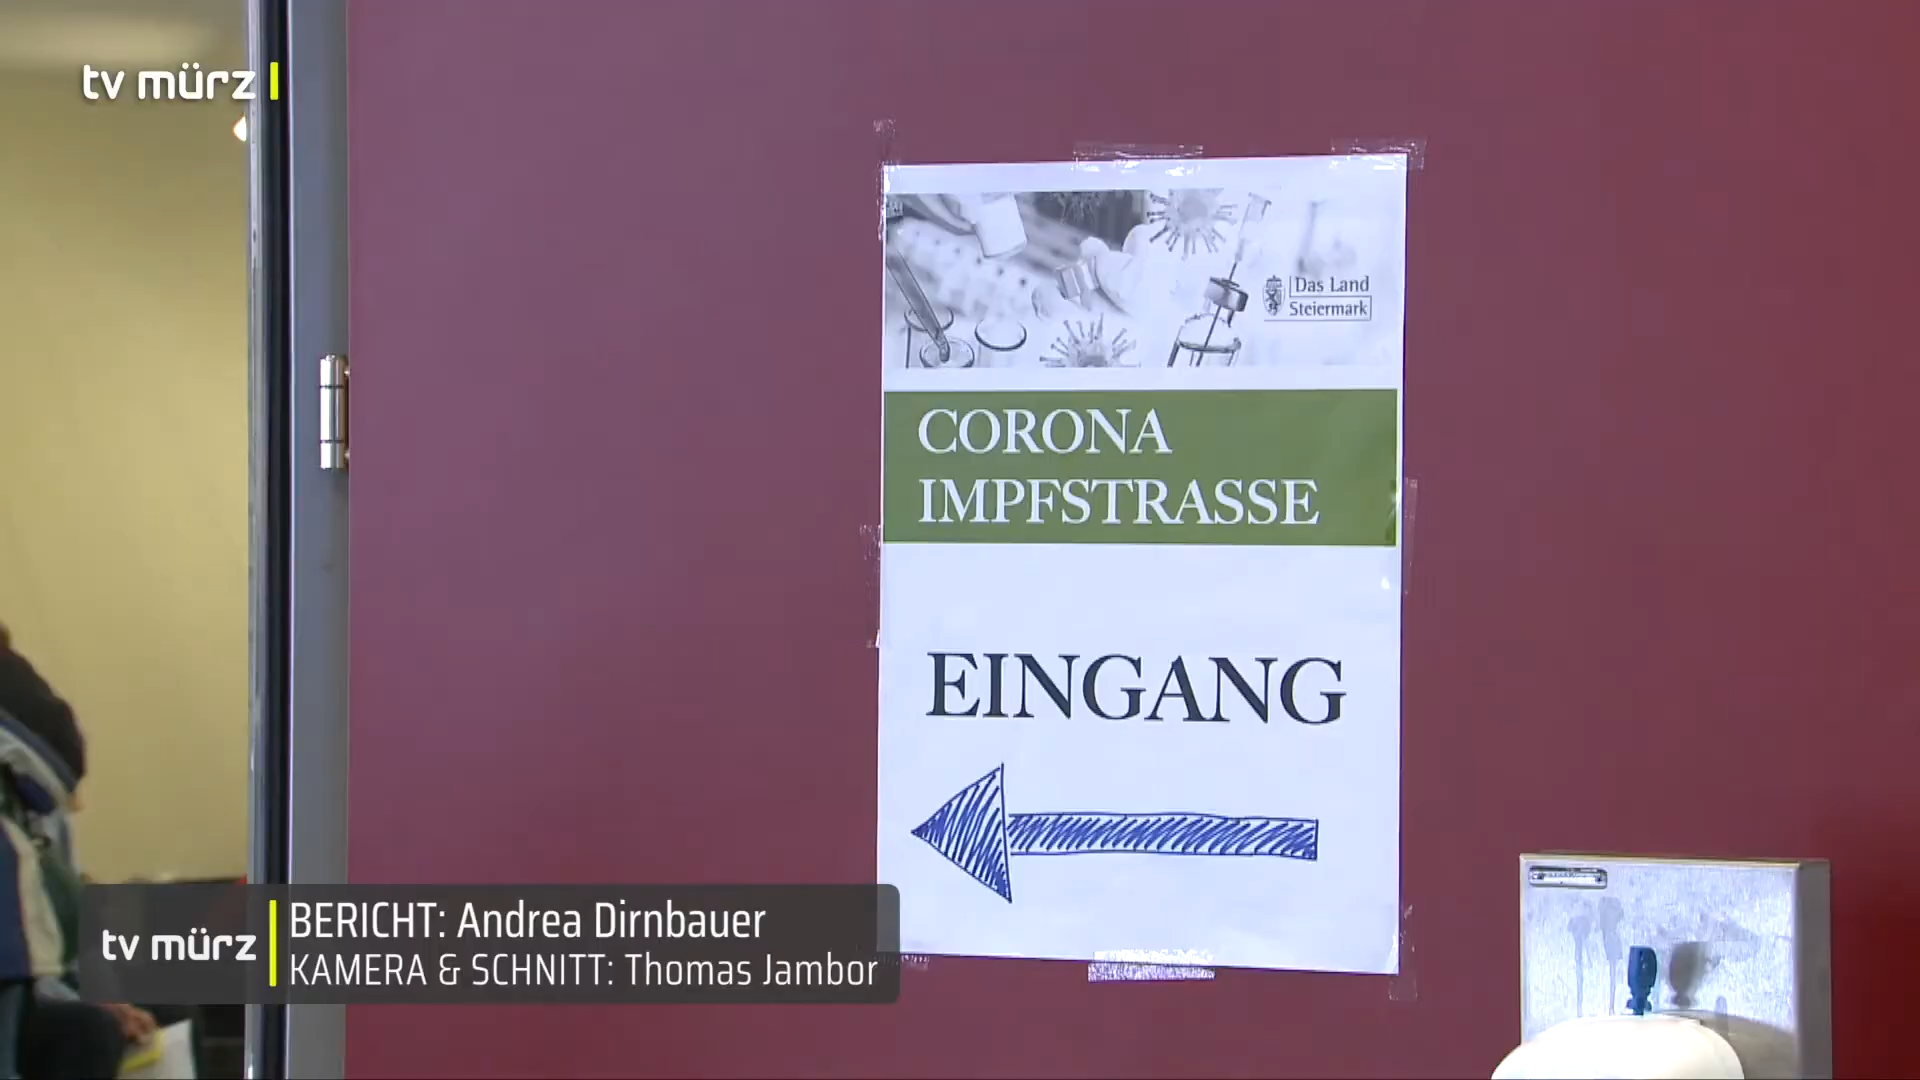 tv mürz
Das Land
Steiermark
CORONA
IMPFSTRASSE
EINGANG
tv mürz
BERICHT: Andrea Dirnbauer
KAMERA & SCHNITT: Thomas Jambor